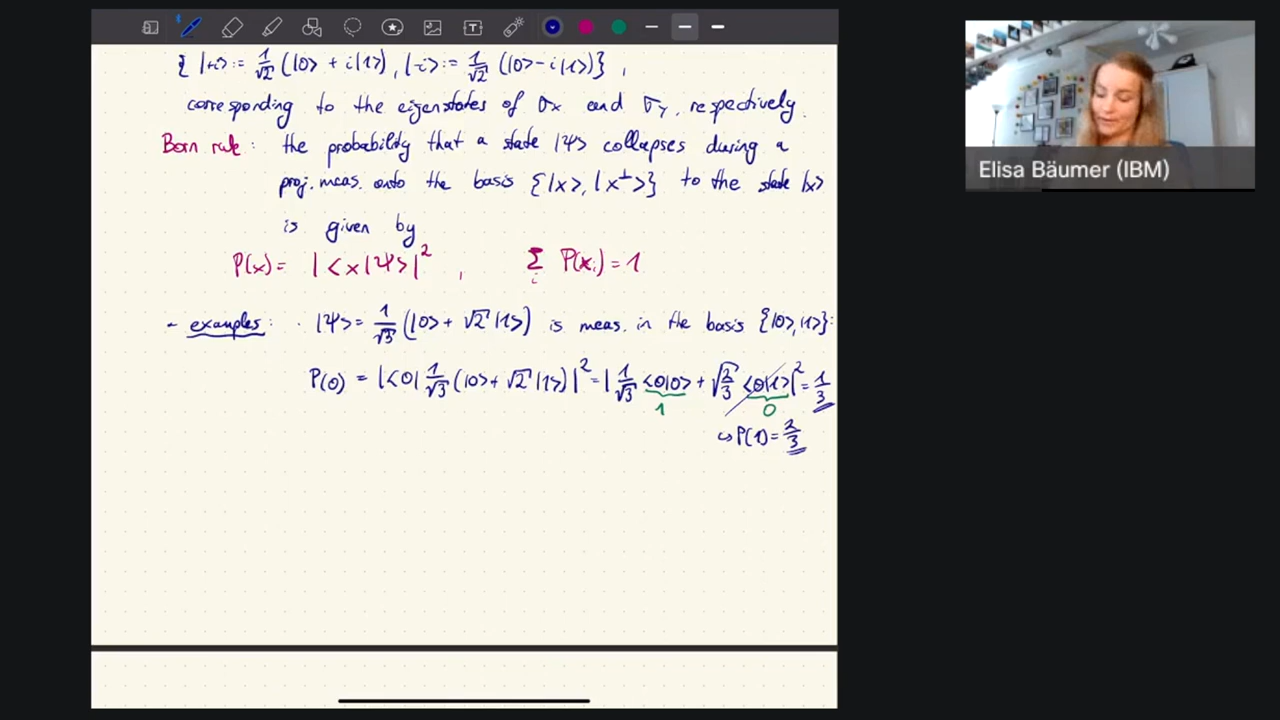 { |+i>:= 1/√2 (|0> + i|1>), |-i>:= 1/√2 (|0> - i|1>)} ,
corresponding to the eigenstates of σx and σy, respectively.
Born rule: the probability that a state |Ψ> collapses during a
proj. meas. onto the basis {|x>, |x⊥>} to the state |x>
is given by
P(x) = |<x|Ψ>|² , Σi P(xi) = 1
- examples: · |Ψ> = 1/√3 (|0> + √2 |1>) is meas. in the basis {|0>, |1>}:
P(0) = |<0| 1/√3 (|0> + √2 |1>)|² = |1/√3 <0|0> + √(2/3) <0|1>|² = 1/3
1 0
↪ P(1) = 2/3
Elisa Bäumer (IBM)